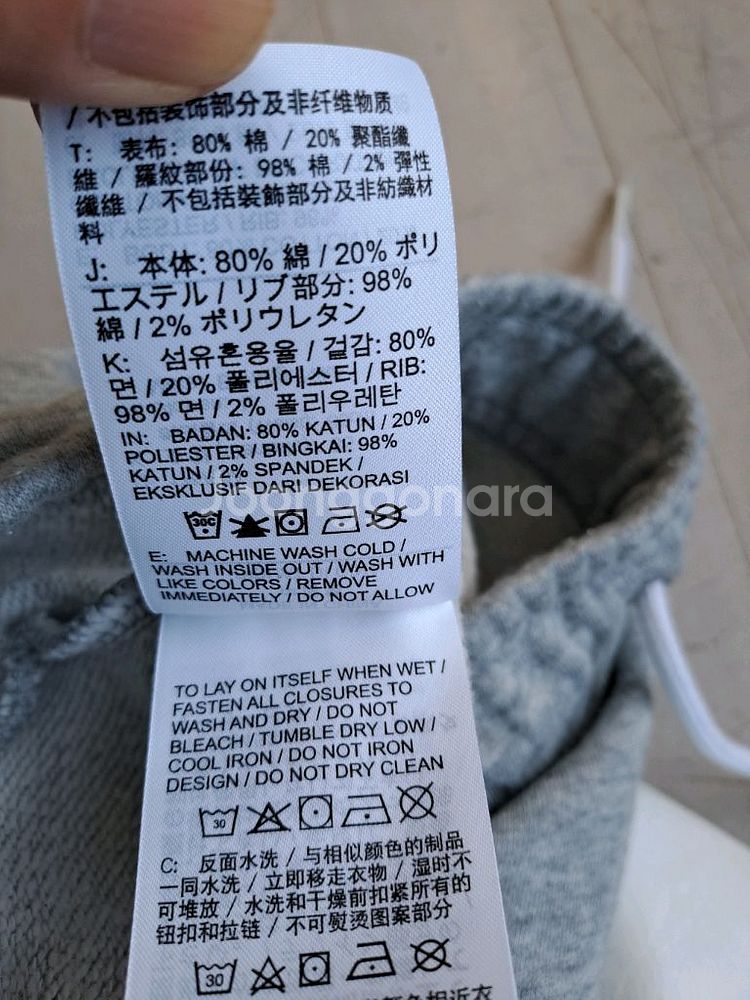 / 不包括装饰部分及非纤维物质
T: 表布: 80% 棉 / 20% 聚酯纖
維 / 羅紋部份: 98% 棉 / 2% 彈性
纖維 / 不包括裝飾部分及非紡織材
料
J: 本体: 80% 綿 / 20% ポリ
エステル / リブ部分: 98%
綿 / 2% ポリウレタン
K: 섬유혼용율 / 겉감: 80%
면 / 20% 폴리에스터 / RIB:
98% 면 / 2% 폴리우레탄
IN: BADAN: 80% KATUN / 20%
POLIESTER / BINGKAI: 98%
KATUN / 2% SPANDEK /
EKSKLUSIF DARI DEKORASI
joonggonara
30C
E: MACHINE WASH COLD /
WASH INSIDE OUT / WASH WITH
LIKE COLORS / REMOVE
IMMEDIATELY / DO NOT ALLOW
TO LAY ON ITSELF WHEN WET /
FASTEN ALL CLOSURES TO
WASH AND DRY / DO NOT
BLEACH / TUMBLE DRY LOW /
COOL IRON / DO NOT IRON
DESIGN / DO NOT DRY CLEAN
30
C: 反面水洗 / 与相似颜色的制品
一同水洗 / 立即移走衣物 / 湿时不
可堆放 / 水洗和干燥前扣紧所有的
钮扣和拉链 / 不可熨烫图案部分
30